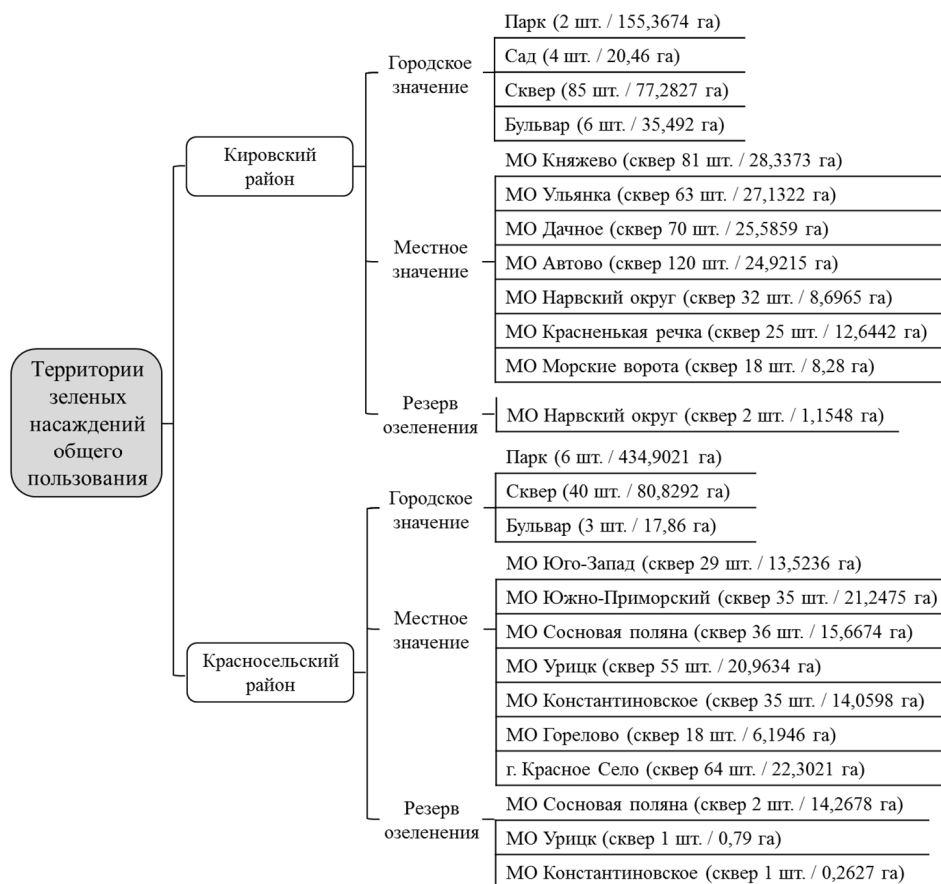 Территории
зеленых
насаждений
общего
пользования
Кировский
район
Городское
значение
Парк (2 шт. / 155,3674 га)
Сад (4 шт. / 20,46 га)
Сквер (85 шт. / 77,2827 га)
Бульвар (6 шт. / 35,492 га)
Местное
значение
МО Княжево (сквер 81 шт. / 28,3373 га)
МО Ульянка (сквер 63 шт. / 27,1322 га)
МО Дачное (сквер 70 шт. / 25,5859 га)
МО Автово (сквер 120 шт. / 24,9215 га)
МО Нарвский округ (сквер 32 шт. / 8,6965 га)
МО Красненькая речка (сквер 25 шт. / 12,6442 га)
МО Морские ворота (сквер 18 шт. / 8,28 га)
Резерв
озеленения
МО Нарвский округ (сквер 2 шт. / 1,1548 га)
Красносельский
район
Городское
значение
Парк (6 шт. / 434,9021 га)
Сквер (40 шт. / 80,8292 га)
Бульвар (3 шт. / 17,86 га)
Местное
значение
МО Юго-Запад (сквер 29 шт. / 13,5236 га)
МО Южно-Приморский (сквер 35 шт. / 21,2475 га)
МО Сосновая поляна (сквер 36 шт. / 15,6674 га)
МО Урицк (сквер 55 шт. / 20,9634 га)
МО Константиновское (сквер 35 шт. / 14,0598 га)
МО Горелово (сквер 18 шт. / 6,1946 га)
г. Красное Село (сквер 64 шт. / 22,3021 га)
Резерв
озеленения
МО Сосновая поляна (сквер 2 шт. / 14,2678 га)
МО Урицк (сквер 1 шт. / 0,79 га)
МО Константиновское (сквер 1 шт. / 0,2627 га)